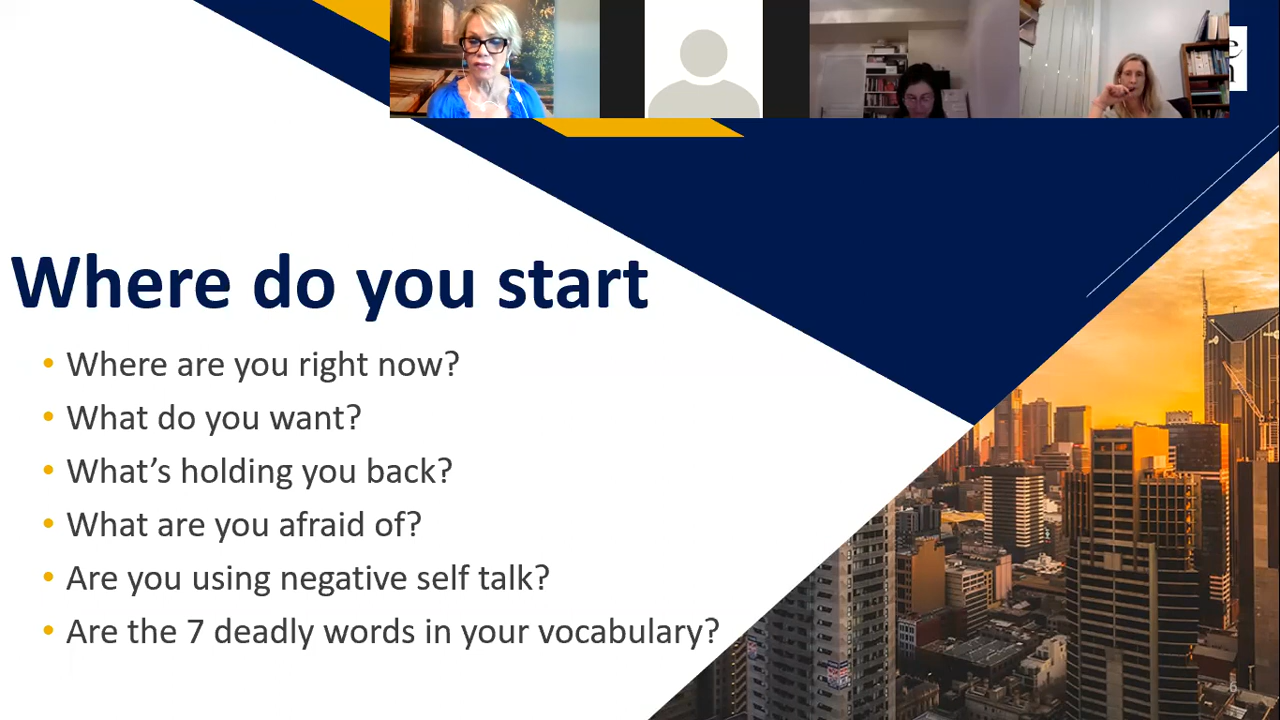 Where do you start
• Where are you right now?
• What do you want?
• What’s holding you back?
• What are you afraid of?
• Are you using negative self talk?
• Are the 7 deadly words in your vocabulary?
6